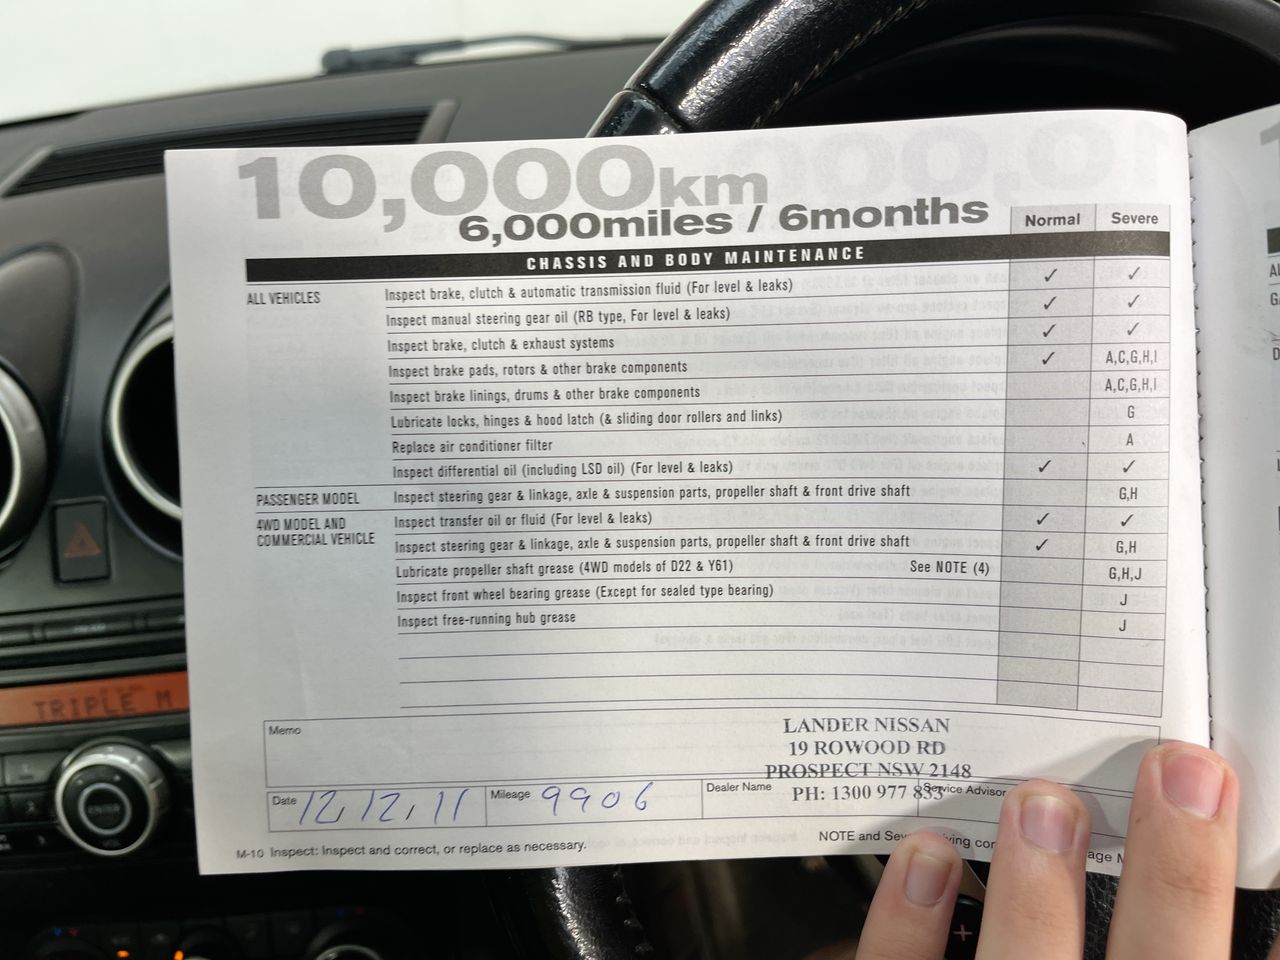 10,000km
6,000miles / 6months
Normal Severe
CHASSIS AND BODY MAINTENANCE
ALL VEHICLES Inspect brake, clutch & automatic transmission fluid (For level & leaks) ✓ ✓
Inspect manual steering gear oil (RB type, For level & leaks) ✓ ✓
Inspect brake, clutch & exhaust systems ✓ ✓
Inspect brake pads, rotors & other brake components ✓ A,C,G,H,I
Inspect brake linings, drums & other brake components A,C,G,H,I
Lubricate locks, hinges & hood latch (& sliding door rollers and links) G
Replace air conditioner filter A
Inspect differential oil (including LSD oil) (For level & leaks) ✓ ✓
PASSENGER MODEL Inspect steering gear & linkage, axle & suspension parts, propeller shaft & front drive shaft G,H
4WD MODEL AND COMMERCIAL VEHICLE Inspect transfer oil or fluid (For level & leaks) ✓ ✓
Inspect steering gear & linkage, axle & suspension parts, propeller shaft & front drive shaft ✓ G,H
Lubricate propeller shaft grease (4WD models of D22 & Y61) See NOTE (4) G,H,J
Inspect front wheel bearing grease (Except for sealed type bearing) J
Inspect free-running hub grease J
Memo
LANDER NISSAN
19 ROWOOD RD
PROSPECT NSW 2148
PH: 1300 977 833
Date 12/12/11 Mileage 9906 Dealer Name Service Advisor
M-10 Inspect: Inspect and correct, or replace as necessary. NOTE and
TRIPLE M
ENTER